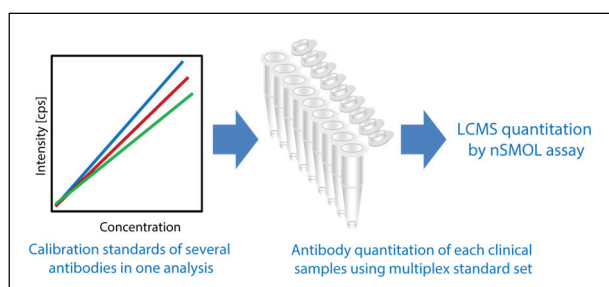 Intensity [cps]
Concentration
Calibration standards of several
antibodies in one analysis
Antibody quantitation of each clinical
samples using multiplex standard set
LCMS quantitation
by nSMOL assay